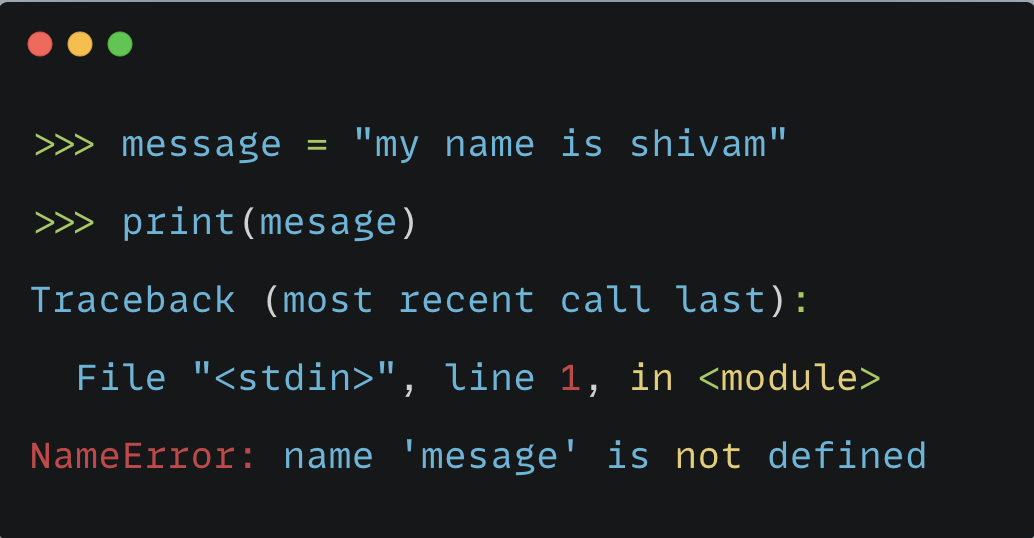 >>> message = "my name is shivam"
>>> print(mesage)
Traceback (most recent call last):
  File "<stdin>", line 1, in <module>
NameError: name 'mesage' is not defined